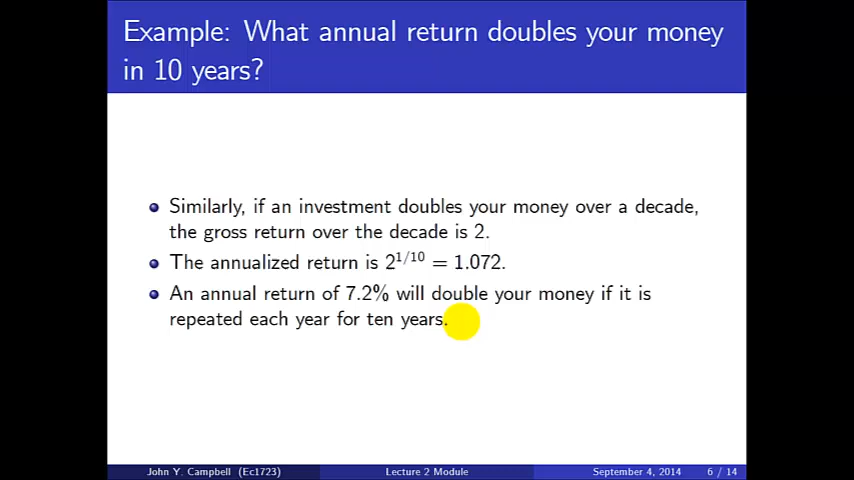 Example: What annual return doubles your money
in 10 years?
Similarly, if an investment doubles your money over a decade,
the gross return over the decade is 2.
The annualized return is 2^{1/10} = 1.072.
An annual return of 7.2% will double your money if it is
repeated each year for ten years.
John Y. Campbell (Ec1723) Lecture 2 Module September 4, 2014 6 / 14